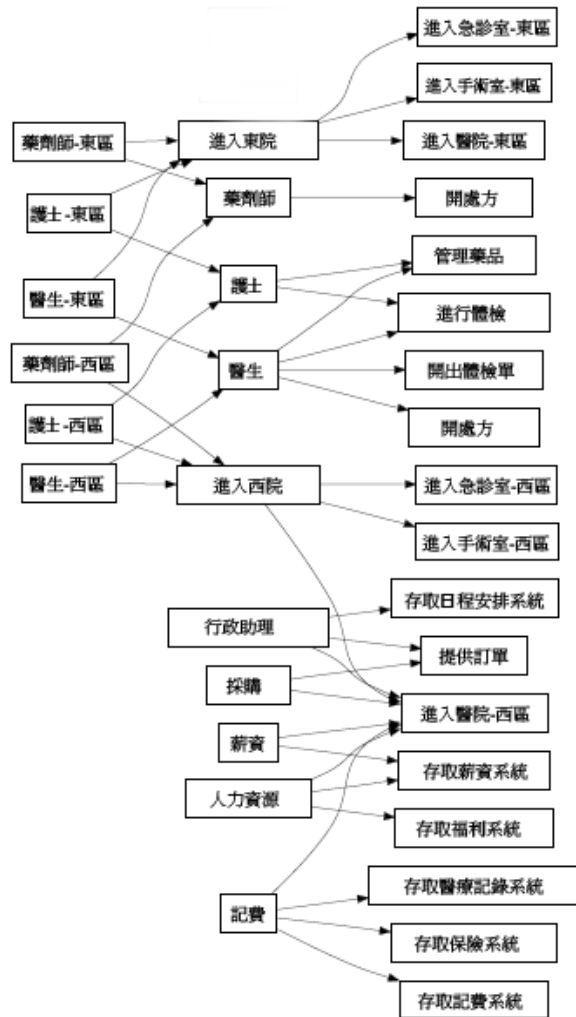 進入急診室-東區
進入手術室-東區
藥劑師-東區
進入東院
進入醫院-東區
藥劑師
開處方
護士-東區
管理藥品
護士
醫生-東區
進行體檢
藥劑師-西區
醫生
開出體檢單
護士-西區
開處方
醫生-西區
進入西院
進入急診室-西區
進入手術室-西區
存取日程安排系統
行政助理
提供訂單
採購
進入醫院-西區
薪資
存取薪資系統
人力資源
存取福利系統
存取醫療記錄系統
記費
存取保險系統
存取記費系統